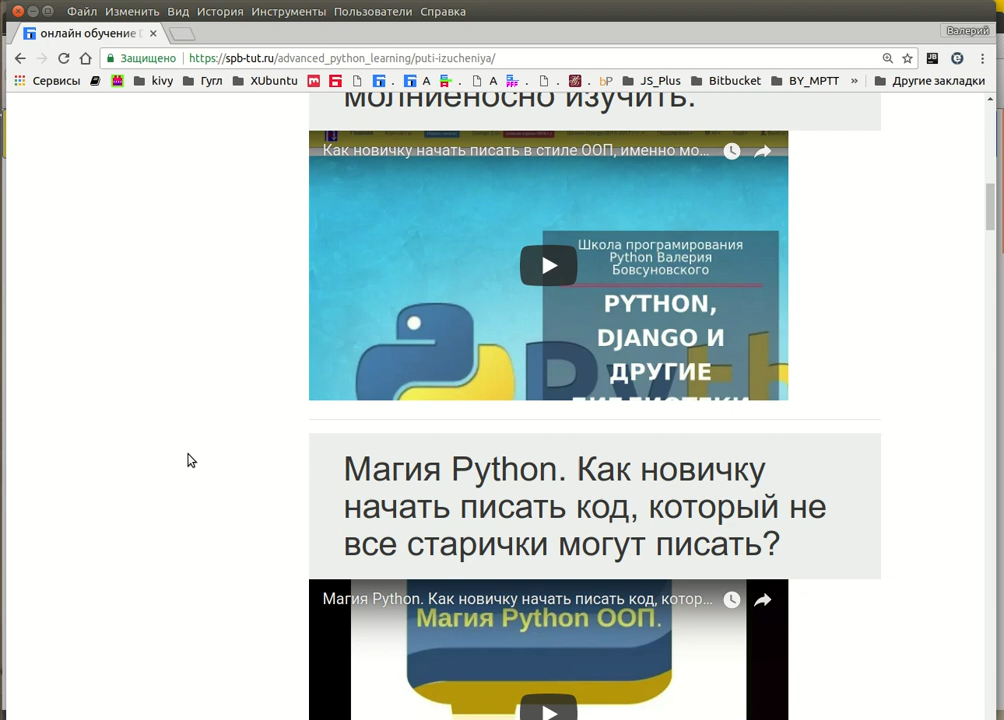 Файл Изменить Вид История Инструменты Пользователи Справка
онлайн обучение
Валерий
Защищено https://spb-tut.ru/advanced_python_learning/puti-izucheniya/
Сервисы kivy Гугл XUbuntu A A bP JS_Plus Bitbucket BY_MPTT » Другие закладки
молниеносно изучить.
Как новичку начать писать в стиле ООП, именно мо...
Школа програмирования
Python Валерия
Бовсуновского
PYTHON,
DJANGO И
ДРУГИЕ
Магия Python. Как новичку
начать писать код, который не
все старички могут писать?
Магия Python. Как новичку начать писать код, котор...
Магия Python ООП.